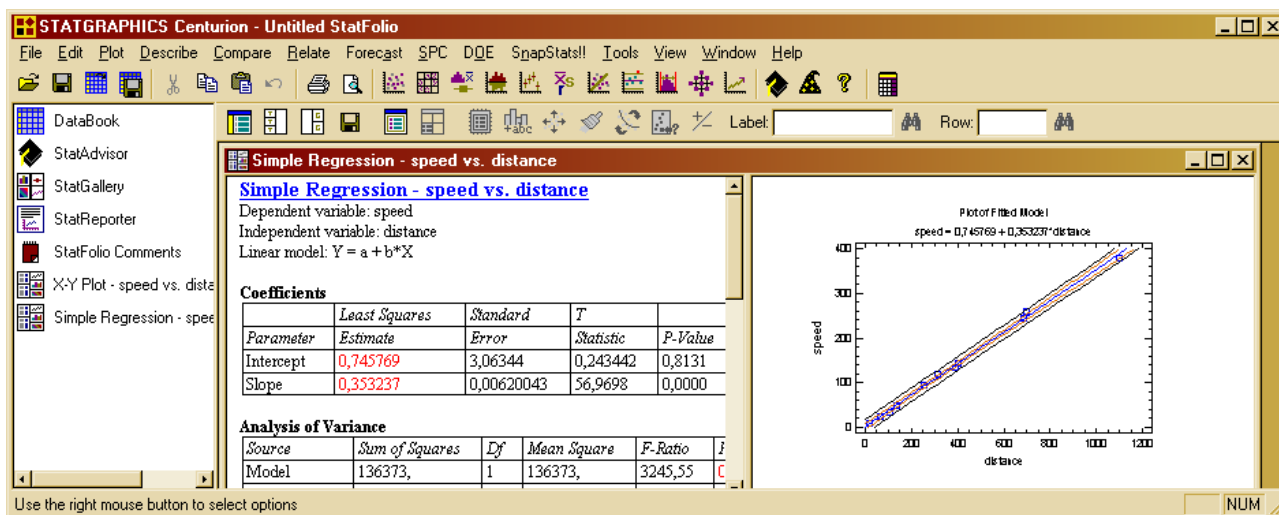 STATGRAPHICS Centurion - Untitled StatFolio
File Edit Plot Describe Compare Relate Forecast SPC DOE SnapStats!! Tools View Window Help
Label: Row:
DataBook
StatAdvisor
StatGallery
StatReporter
StatFolio Comments
X-Y Plot - speed vs. dista
Simple Regression - spee
Simple Regression - speed vs. distance
Simple Regression - speed vs. distance
Dependent variable: speed
Independent variable: distance
Linear model: Y = a + b*X
Coefficients
Least Squares Standard T
Parameter Estimate Error Statistic P-Value
Intercept 0,745769 3,06344 0,243442 0,8131
Slope 0,353237 0,00620043 56,9698 0,0000
Analysis of Variance
Source Sum of Squares Df Mean Square F-Ratio
Model 136373, 1 136373, 3245,55
Plot of Fitted Model
speed = 0,745769 + 0,353237*distance
400
300
200
100
0
speed
0 200 400 600 800 1000 1200
distance
Use the right mouse button to select options
NUM